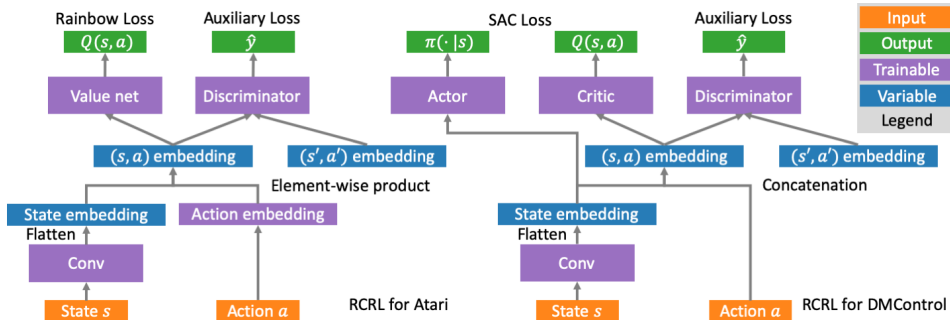 Rainbow Loss
Auxiliary Loss
SAC Loss
Auxiliary Loss
Input
Q(s, a)
ŷ
π(· |s)
Q(s, a)
ŷ
Output
Trainable
Value net
Discriminator
Actor
Critic
Discriminator
Variable
Legend
(s, a) embedding
(s′, a′) embedding
(s, a) embedding
(s′, a′) embedding
Element-wise product
Concatenation
State embedding
Action embedding
State embedding
Flatten
Flatten
Conv
Conv
State s
Action a
RCRL for Atari
State s
Action a
RCRL for DMControl